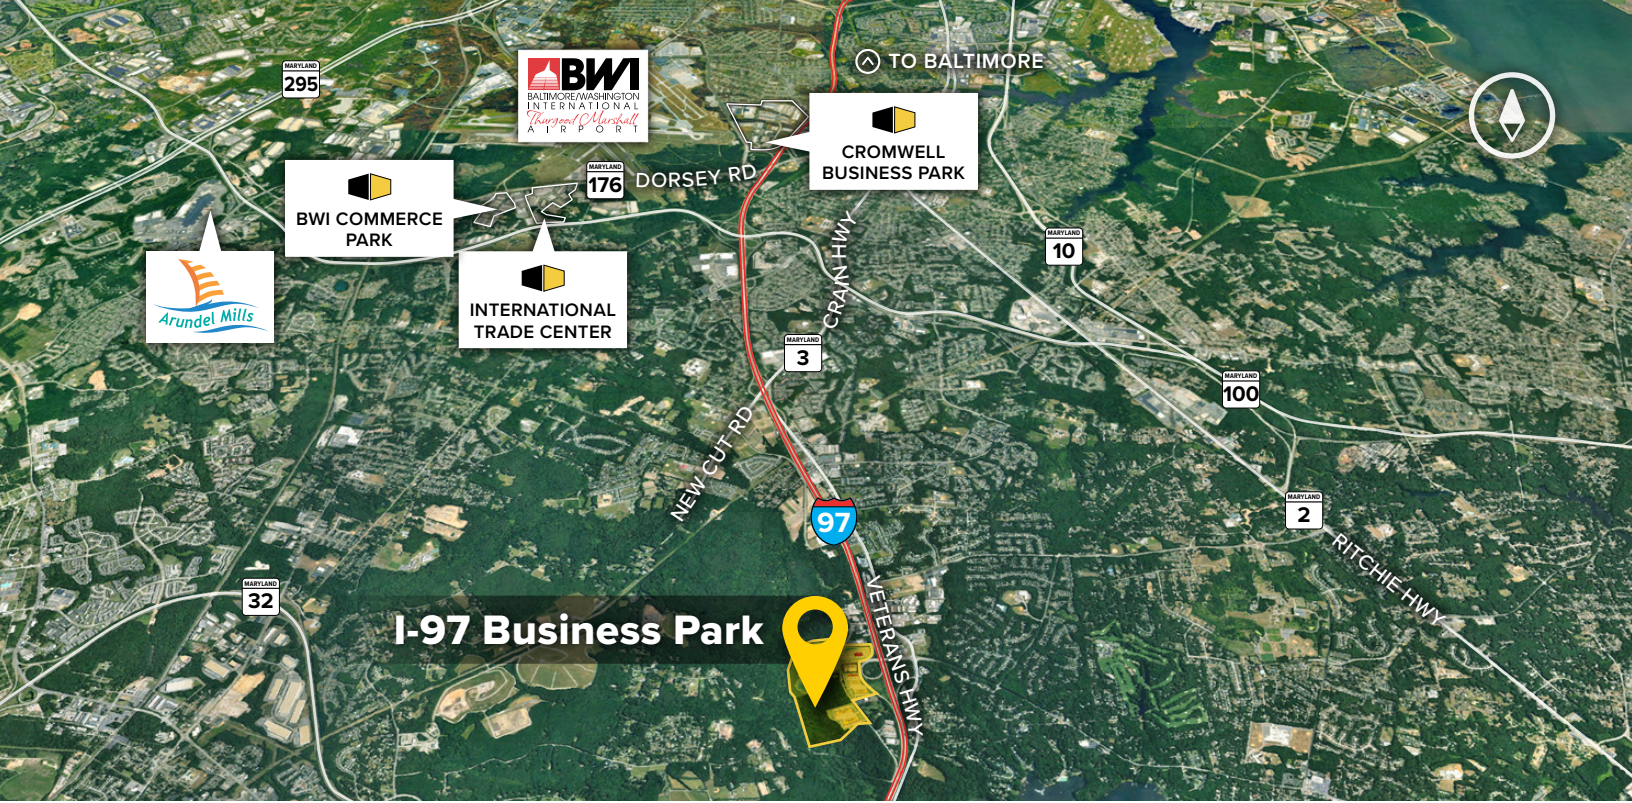 TO BALTIMORE
MARYLAND
295
BWI
BALTIMORE/WASHINGTON
INTERNATIONAL
Thurgood Marshall
AIRPORT
CROMWELL
BUSINESS PARK
MARYLAND
176
DORSEY RD
BWI COMMERCE
PARK
CRAIN HWY
MARYLAND
10
Arundel Mills
INTERNATIONAL
TRADE CENTER
MARYLAND
3
MARYLAND
100
NEW CUT RD
97
MARYLAND
2
RITCHIE HWY
MARYLAND
32
I-97 Business Park
VETERANS HWY